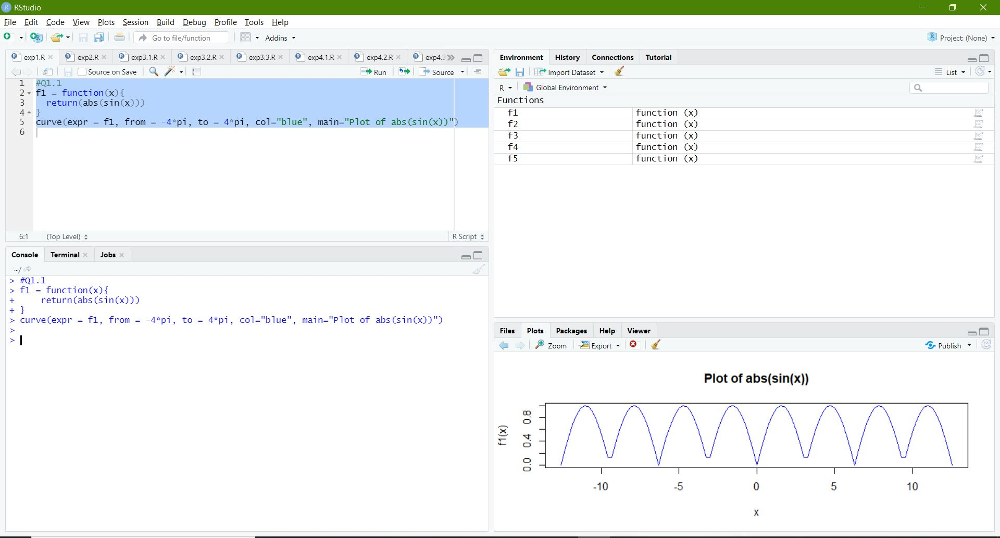 RStudio
File Edit Code View Plots Session Build Debug Profile Tools Help
Go to file/function Addins Project: (None)
exp1.R exp2.R exp3.1.R exp3.2.R exp3.3.R exp4.1.R exp4.2.R exp4.3
Source on Save Run Source
1 #Q1.1
2 f1 = function(x){
3   return(abs(sin(x)))
4 }
5 curve(expr = f1, from = -4*pi, to = 4*pi, col="blue", main="Plot of abs(sin(x))")
6
6:1 (Top Level) R Script
Console Terminal Jobs
~/
> #Q1.1
> f1 = function(x){
+     return(abs(sin(x)))
+ }
> curve(expr = f1, from = -4*pi, to = 4*pi, col="blue", main="Plot of abs(sin(x))")
>
>
Environment History Connections Tutorial
Import Dataset List
R Global Environment
Functions
f1 function (x)
f2 function (x)
f3 function (x)
f4 function (x)
f5 function (x)
Files Plots Packages Help Viewer
Zoom Export Publish
Plot of abs(sin(x))
f1(x)
0.8
0.4
0.0
-10 -5 0 5 10
x